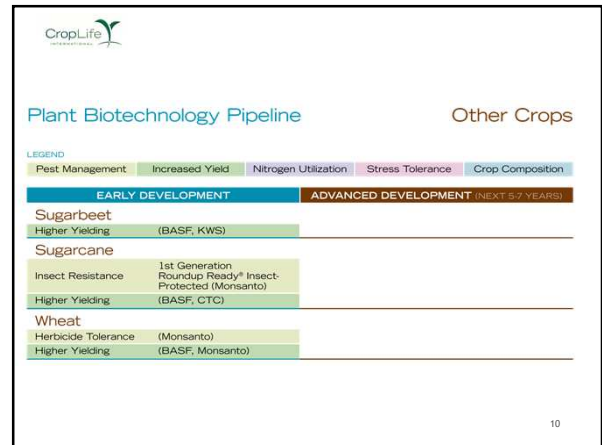 CropLife
INTERNATIONAL
Plant Biotechnology Pipeline
Other Crops
LEGEND
Pest Management Increased Yield Nitrogen Utilization Stress Tolerance Crop Composition
EARLY DEVELOPMENT ADVANCED DEVELOPMENT (NEXT 5-7 YEARS)
Sugarbeet
Higher Yielding (BASF, KWS)
Sugarcane
Insect Resistance 1st Generation
Roundup Ready® Insect-
Protected (Monsanto)
Higher Yielding (BASF, CTC)
Wheat
Herbicide Tolerance (Monsanto)
Higher Yielding (BASF, Monsanto)
10